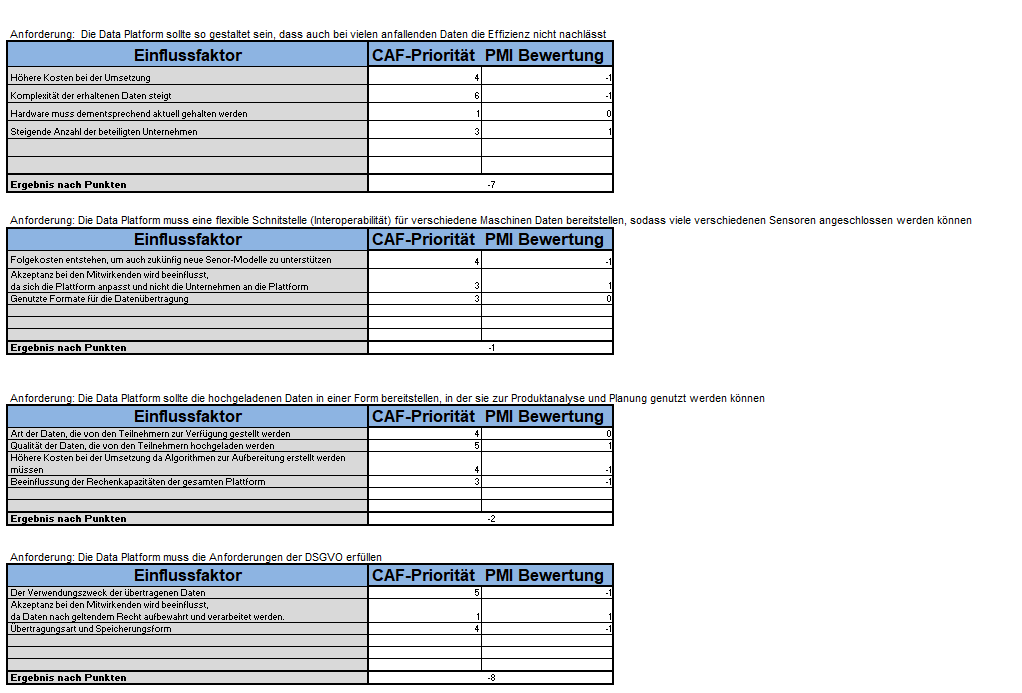 Anforderung:  Die Data Platform sollte so gestaltet sein, dass auch bei vielen anfallenden Daten die Effizienz nicht nachlässt
Einflussfaktor CAF-Priorität PMI Bewertung
Höhere Kosten bei der Umsetzung 4 -1
Komplexität der erhaltenen Daten steigt 6 -1
Hardware muss dementsprechend aktuell gehalten werden 1 0
Steigende Anzahl der beteiligten Unternehmen 3 1
Ergebnis nach Punkten -7
Anforderung: Die Data Platform muss eine flexible Schnitstelle (Interoperabilität) für verschiedene Maschinen Daten bereitstellen, sodass viele verschiedenen Sensoren angeschlossen werden können
Einflussfaktor CAF-Priorität PMI Bewertung
Folgekosten entstehen, um auch zukünfig neue Senor-Modelle zu unterstützen 4 -1
Akzeptanz bei den Mitwirkenden wird beeinflusst,
da sich die Plattform anpasst und nicht die Unternehmen an die Plattform 3 1
Genutzte Formate für die Datenübertragung 3 0
Ergebnis nach Punkten -1
Anforderung: Die Data Platform sollte die hochgeladenen Daten in einer Form bereitstellen, in der sie zur Produktanalyse und Planung genutzt werden können
Einflussfaktor CAF-Priorität PMI Bewertung
Art der Daten, die von den Teilnehmern zur Verfügung gestellt werden 4 0
Qualität der Daten, die von den Teilnehmern hochgeladen werden 5 1
Höhere Kosten bei der Umsetzung da Algorithmen zur Aufbereitung erstellt werden
müssen 4 -1
Beeinflussung der Rechenkapazitäten der gesamten Plattform 3 -1
Ergebnis nach Punkten -2
Anforderung: Die Data Platform muss die Anforderungen der DSGVO erfüllen
Einflussfaktor CAF-Priorität PMI Bewertung
Der Verwendungszweck der übertragenen Daten 5 -1
Akzeptanz bei den Mitwirkenden wird beeinflusst,
da Daten nach geltendem Recht aufbewahrt und verarbeitet werden. 1 1
Übertragungsart und Speicherungsform 4 -1
Ergebnis nach Punkten -8